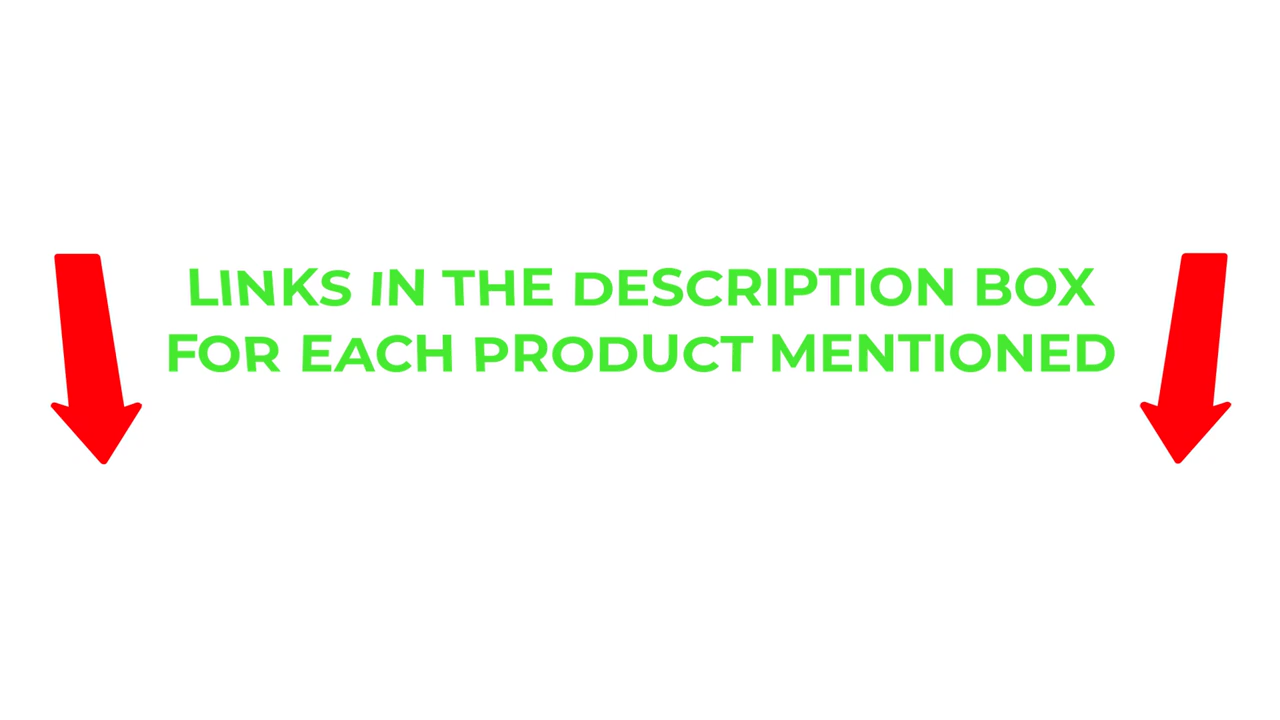 LINKS IN THE DESCRIPTION BOX
FOR EACH PRODUCT MENTIONED